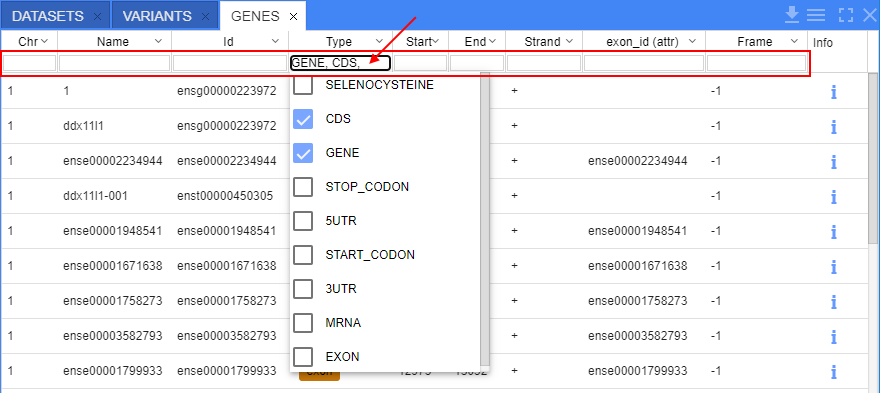 DATASETS × VARIANTS × GENES ×
Chr Name Id Type Start End Strand exon_id (attr) Frame Info
GENE, CDS,
SELENOCYSTEINE
1 1 ensg00000223972 + -1
CDS
1 ddx11l1 ensg00000223972 + -1
GENE
1 ense00002234944 ense00002234944 + ense00002234944 -1
STOP_CODON
1 ddx11l1-001 enst00000450305 + -1
5UTR
1 ense00001948541 ense00001948541 + ense00001948541 -1
START_CODON
1 ense00001671638 ense00001671638 + ense00001671638 -1
3UTR
1 ense00001758273 ense00001758273 + ense00001758273 -1
MRNA
1 ense00003582793 ense00003582793 + ense00003582793 -1
EXON
1 ense00001799933 ense00001799933 + ense00001799933 -1